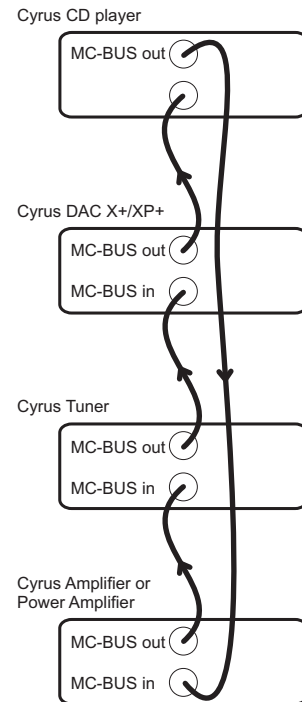 Cyrus CD player
MC-BUS out
Cyrus DAC X+/XP+
MC-BUS out
MC-BUS in
Cyrus Tuner
MC-BUS out
MC-BUS in
Cyrus Amplifier or
Power Amplifier
MC-BUS out
MC-BUS in